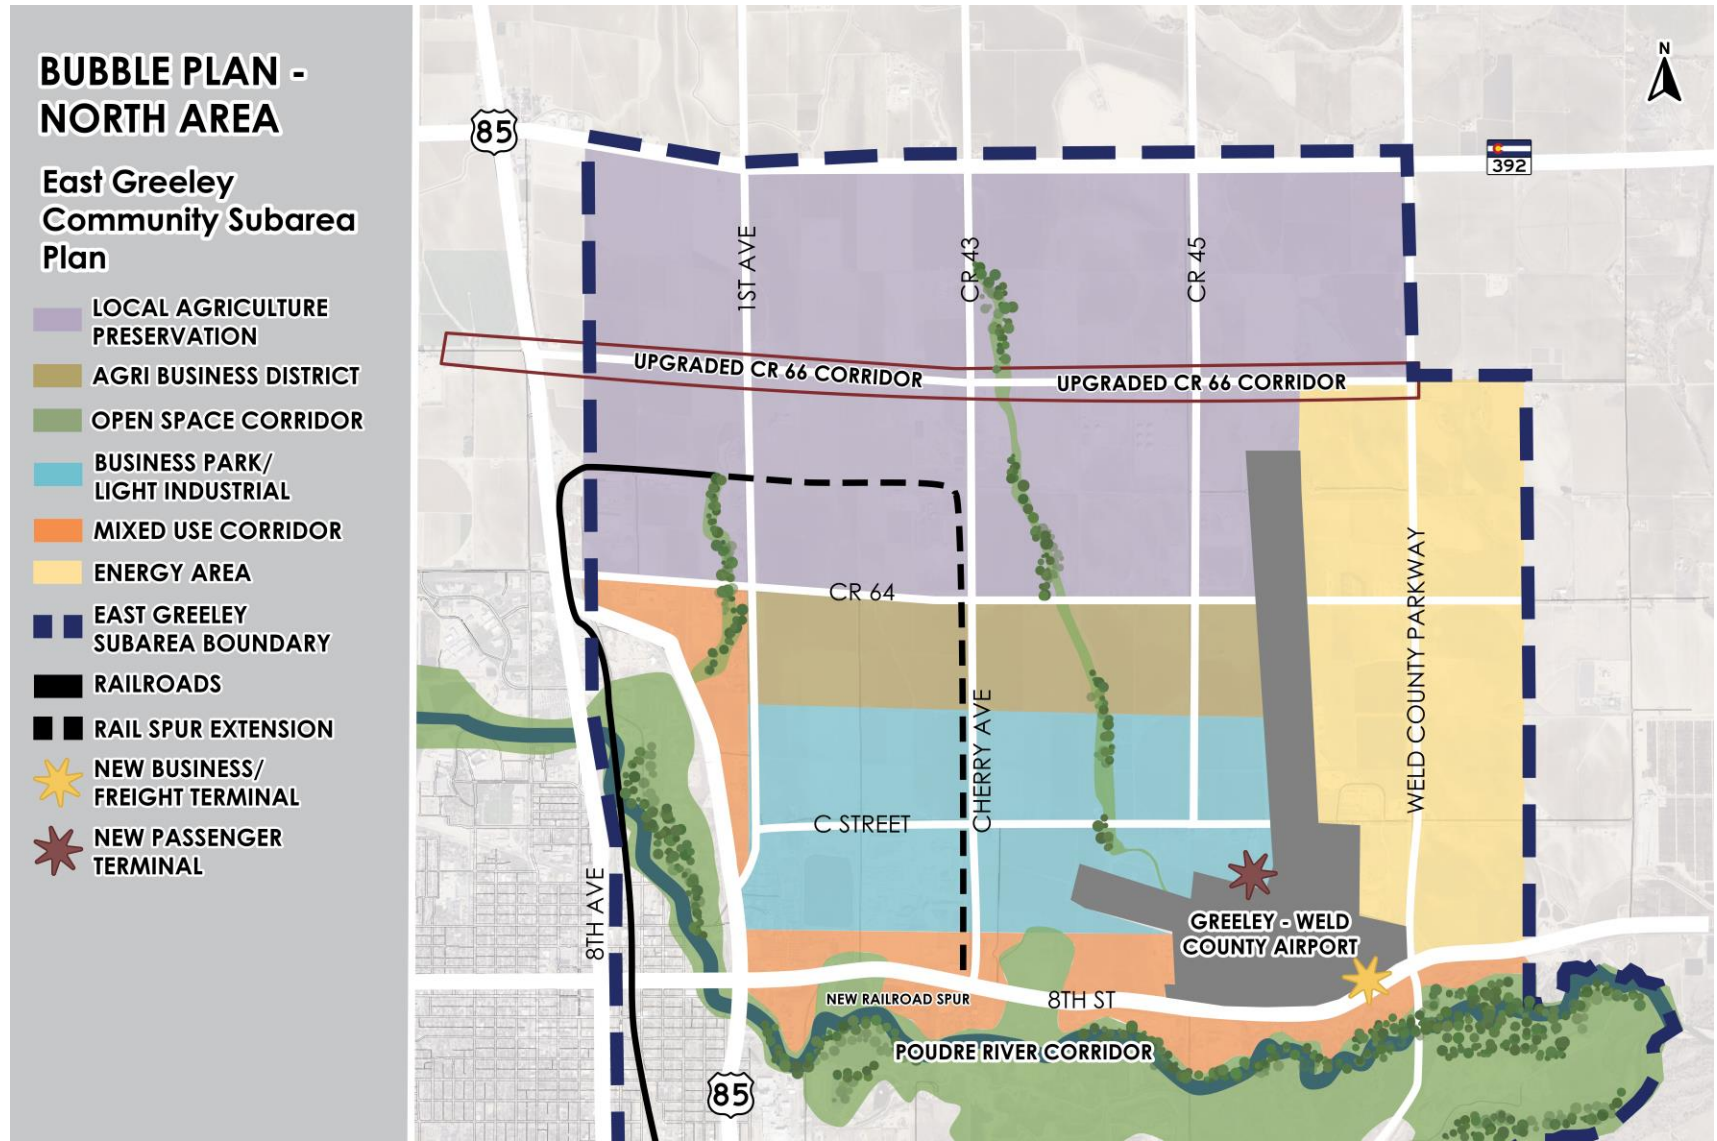 BUBBLE PLAN -
NORTH AREA
East Greeley
Community Subarea
Plan
LOCAL AGRICULTURE
PRESERVATION
AGRI BUSINESS DISTRICT
OPEN SPACE CORRIDOR
BUSINESS PARK/
LIGHT INDUSTRIAL
MIXED USE CORRIDOR
ENERGY AREA
EAST GREELEY
SUBAREA BOUNDARY
RAILROADS
RAIL SPUR EXTENSION
NEW BUSINESS/
FREIGHT TERMINAL
NEW PASSENGER
TERMINAL
N
85
392
1ST AVE
CR 43
CR 45
UPGRADED CR 66 CORRIDOR
UPGRADED CR 66 CORRIDOR
CR 64
WELD COUNTY PARKWAY
CHERRY AVE
C STREET
8TH AVE
GREELEY - WELD
COUNTY AIRPORT
NEW RAILROAD SPUR
8TH ST
POUDRE RIVER CORRIDOR
85